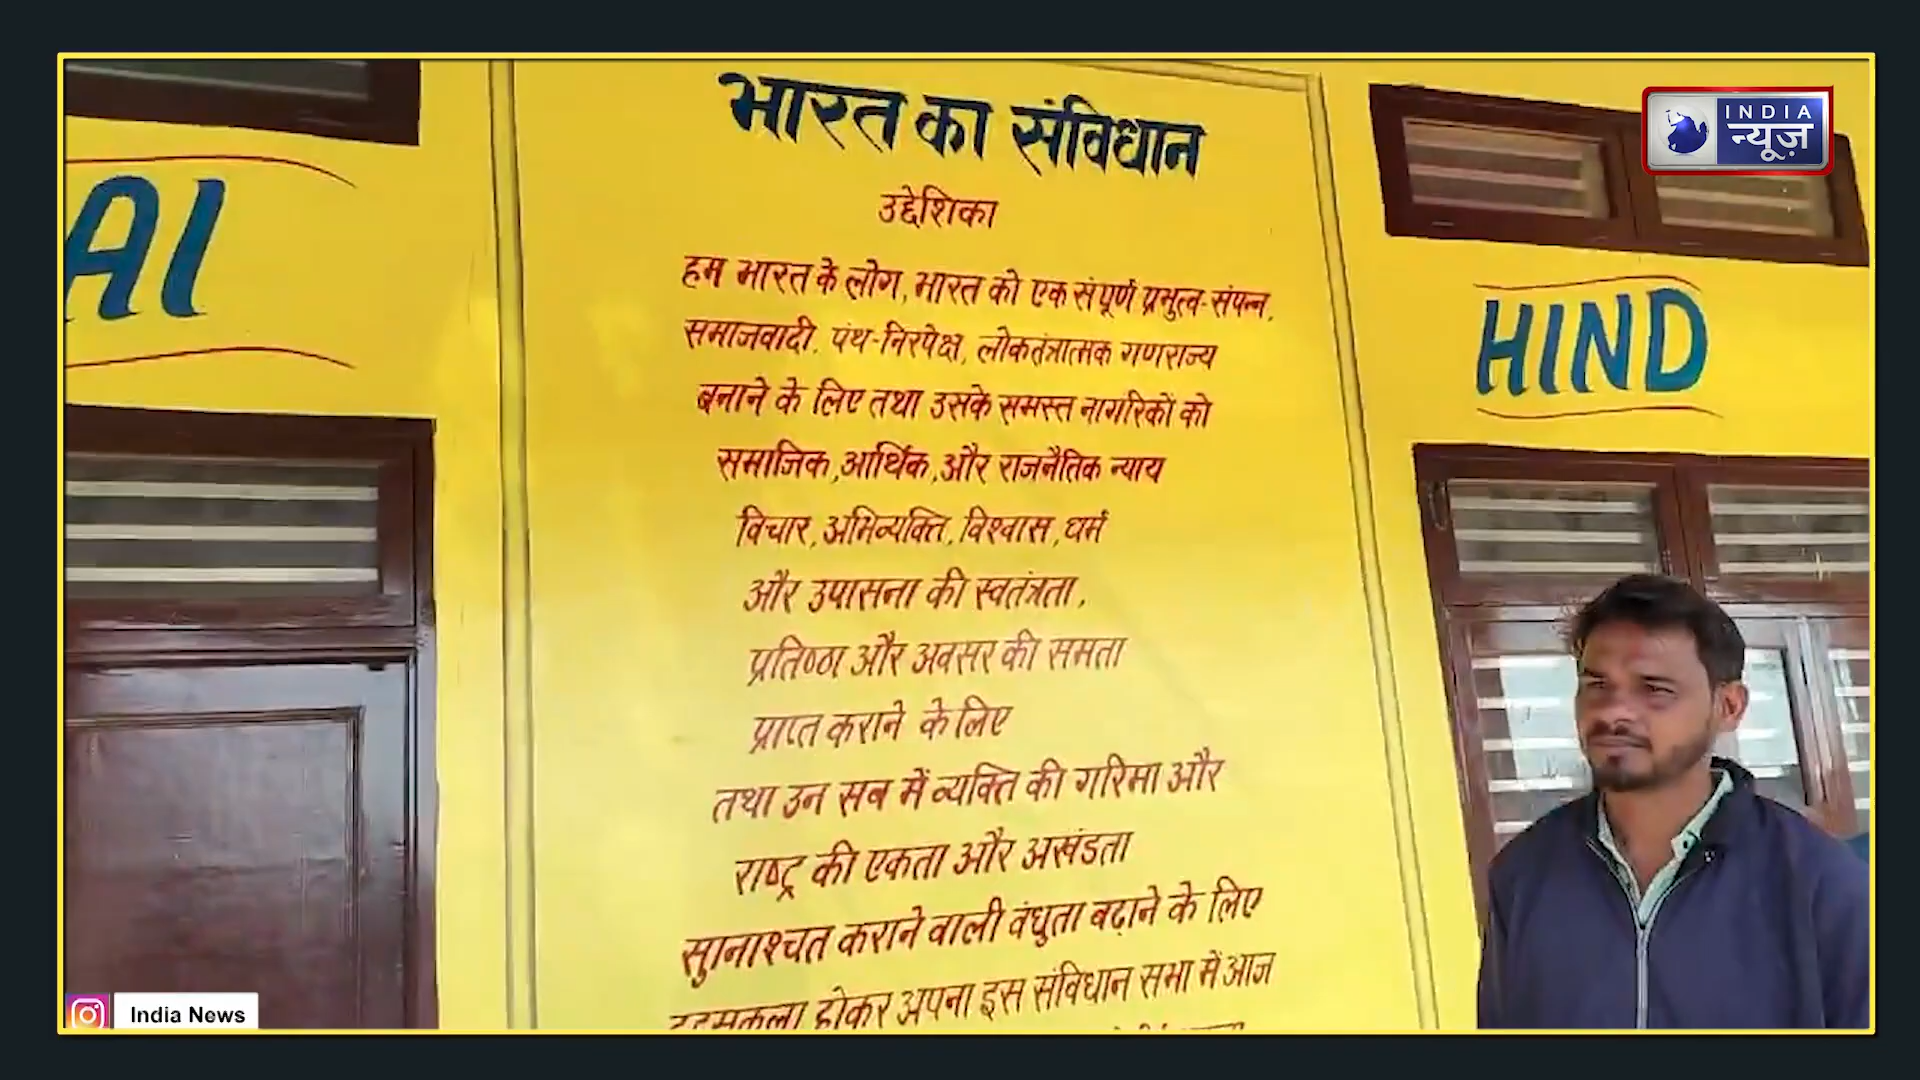 INDIA
न्यूज़
भारत का संविधान
उद्देशिका
हम भारत के लोग, भारत को एक संपूर्ण प्रभुत्व-संपन्न,
समाजवादी. पंथ-निरपेक्ष, लोकतंत्रात्मक गणराज्य
बनाने के लिए तथा उसके समस्त नागरिकों को
समाजिक,आर्थिक,और राजनैतिक न्याय
विचार,अभिव्यक्ति,विश्वास,धर्म
और उपासना की स्वतंत्रता,
प्रतिष्ठा और अवसर की समता
प्राप्त कराने के लिए
तथा उन सब में व्यक्ति की गरिमा और
राष्ट्र की एकता और अखंडता
सुनिश्चत कराने वाली वंधुता बढ़ाने के लिए
होकर अपना इस संविधान सभा में आज
AI
HIND
India News